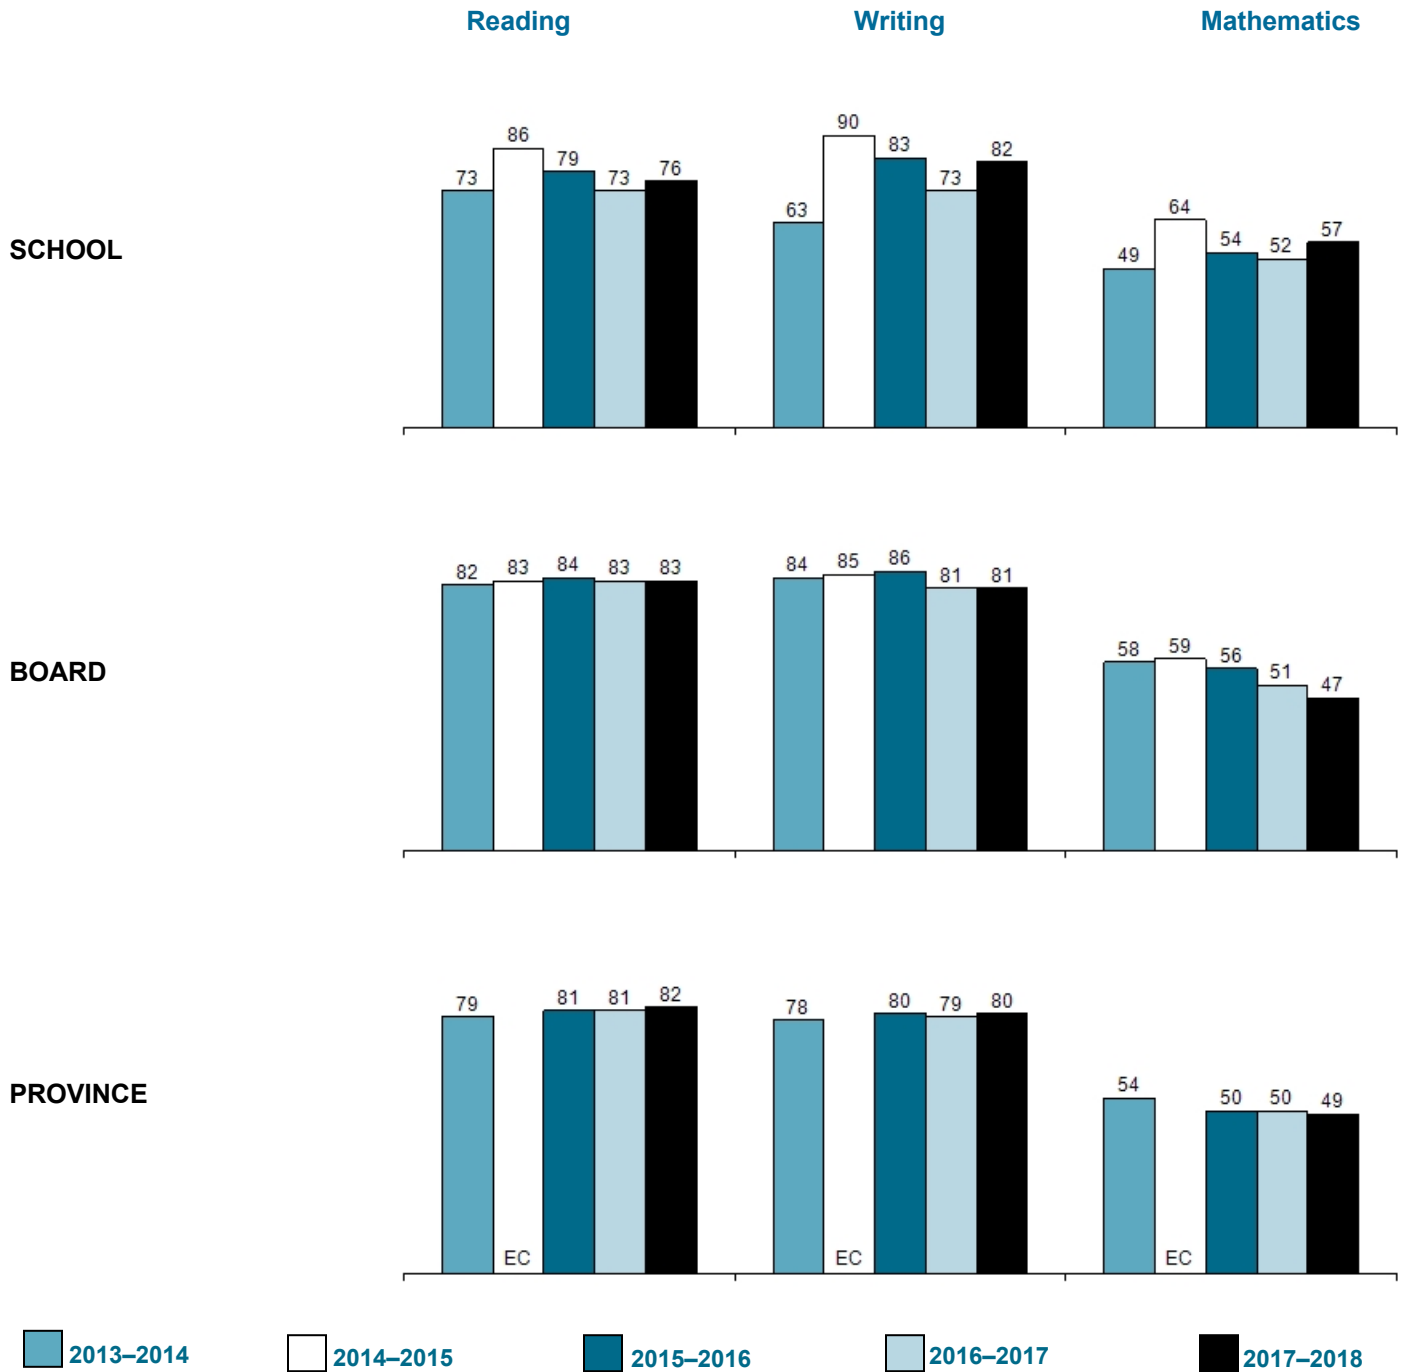 Reading Writing Mathematics
SCHOOL
73 86 79 73 76
63 90 83 73 82
49 64 54 52 57
BOARD
82 83 84 83 83
84 85 86 81 81
58 59 56 51 47
PROVINCE
79 EC 81 81 82
78 EC 80 79 80
54 EC 50 50 49
2013–2014 2014–2015 2015–2016 2016–2017 2017–2018